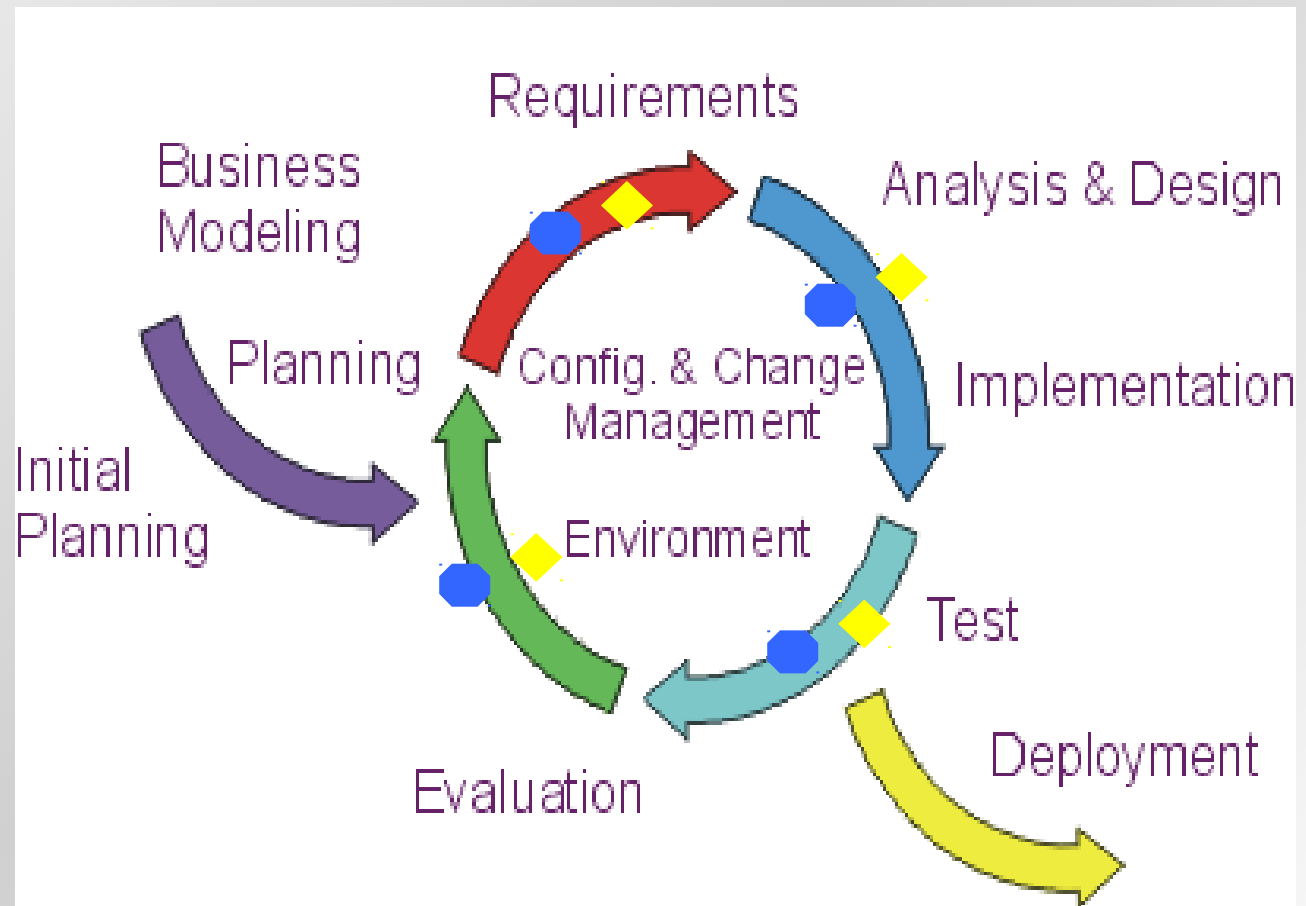 Requirements
Business
Modeling
Analysis & Design
Planning
Config. & Change
Management
Implementation
Initial
Planning
Environment
Test
Deployment
Evaluation